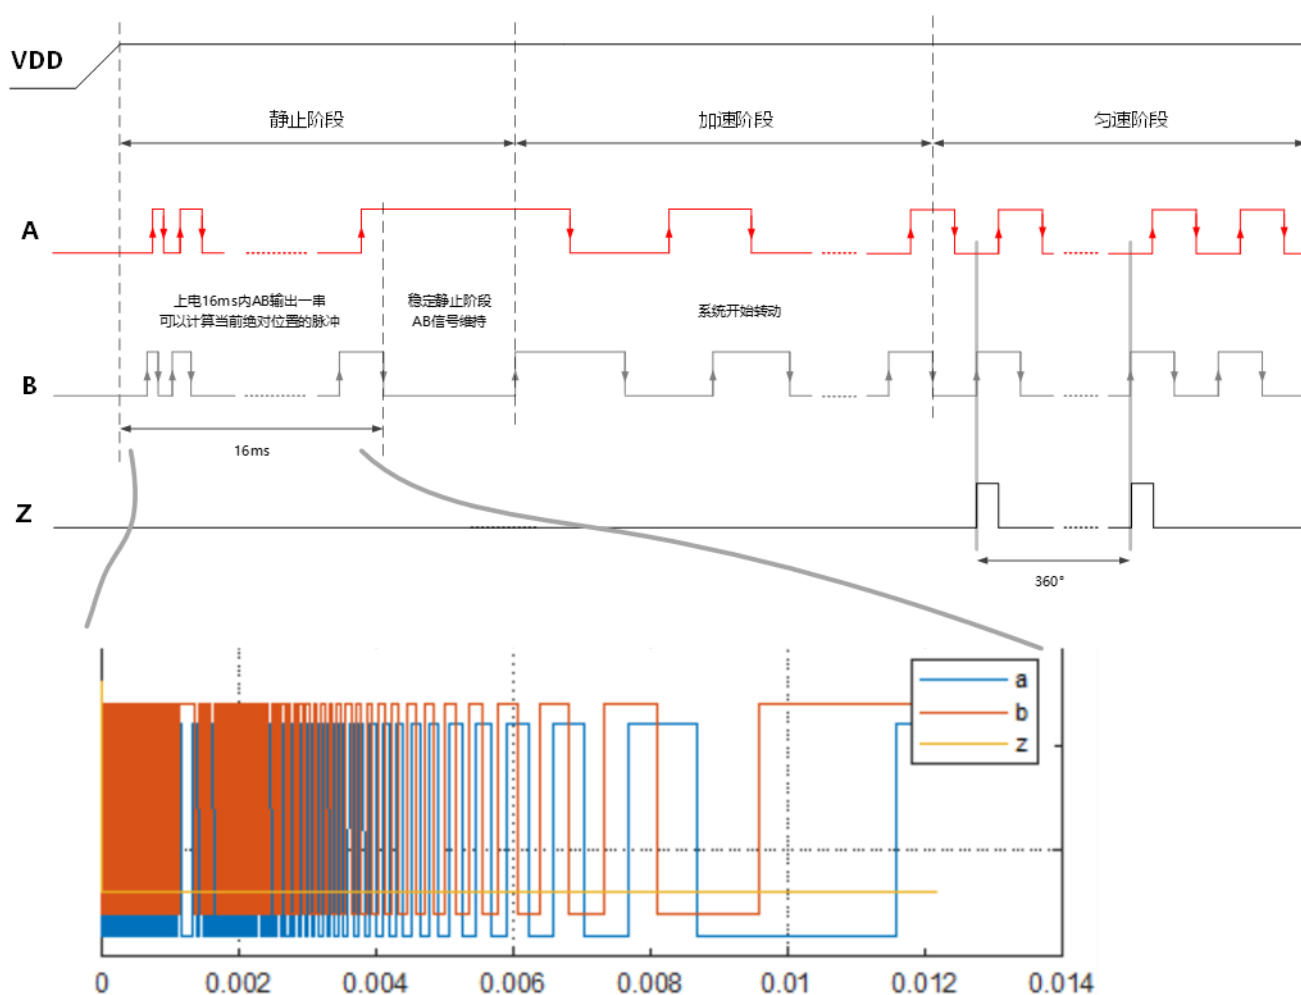 VDD
静止阶段
加速阶段
匀速阶段
A
上电16ms内AB输出一串
可以计算当前绝对位置的脉冲
稳定静止阶段
AB信号维持
系统开始转动
B
16ms
Z
360°
a
b
z
0
0.002
0.004
0.006
0.008
0.01
0.012
0.014